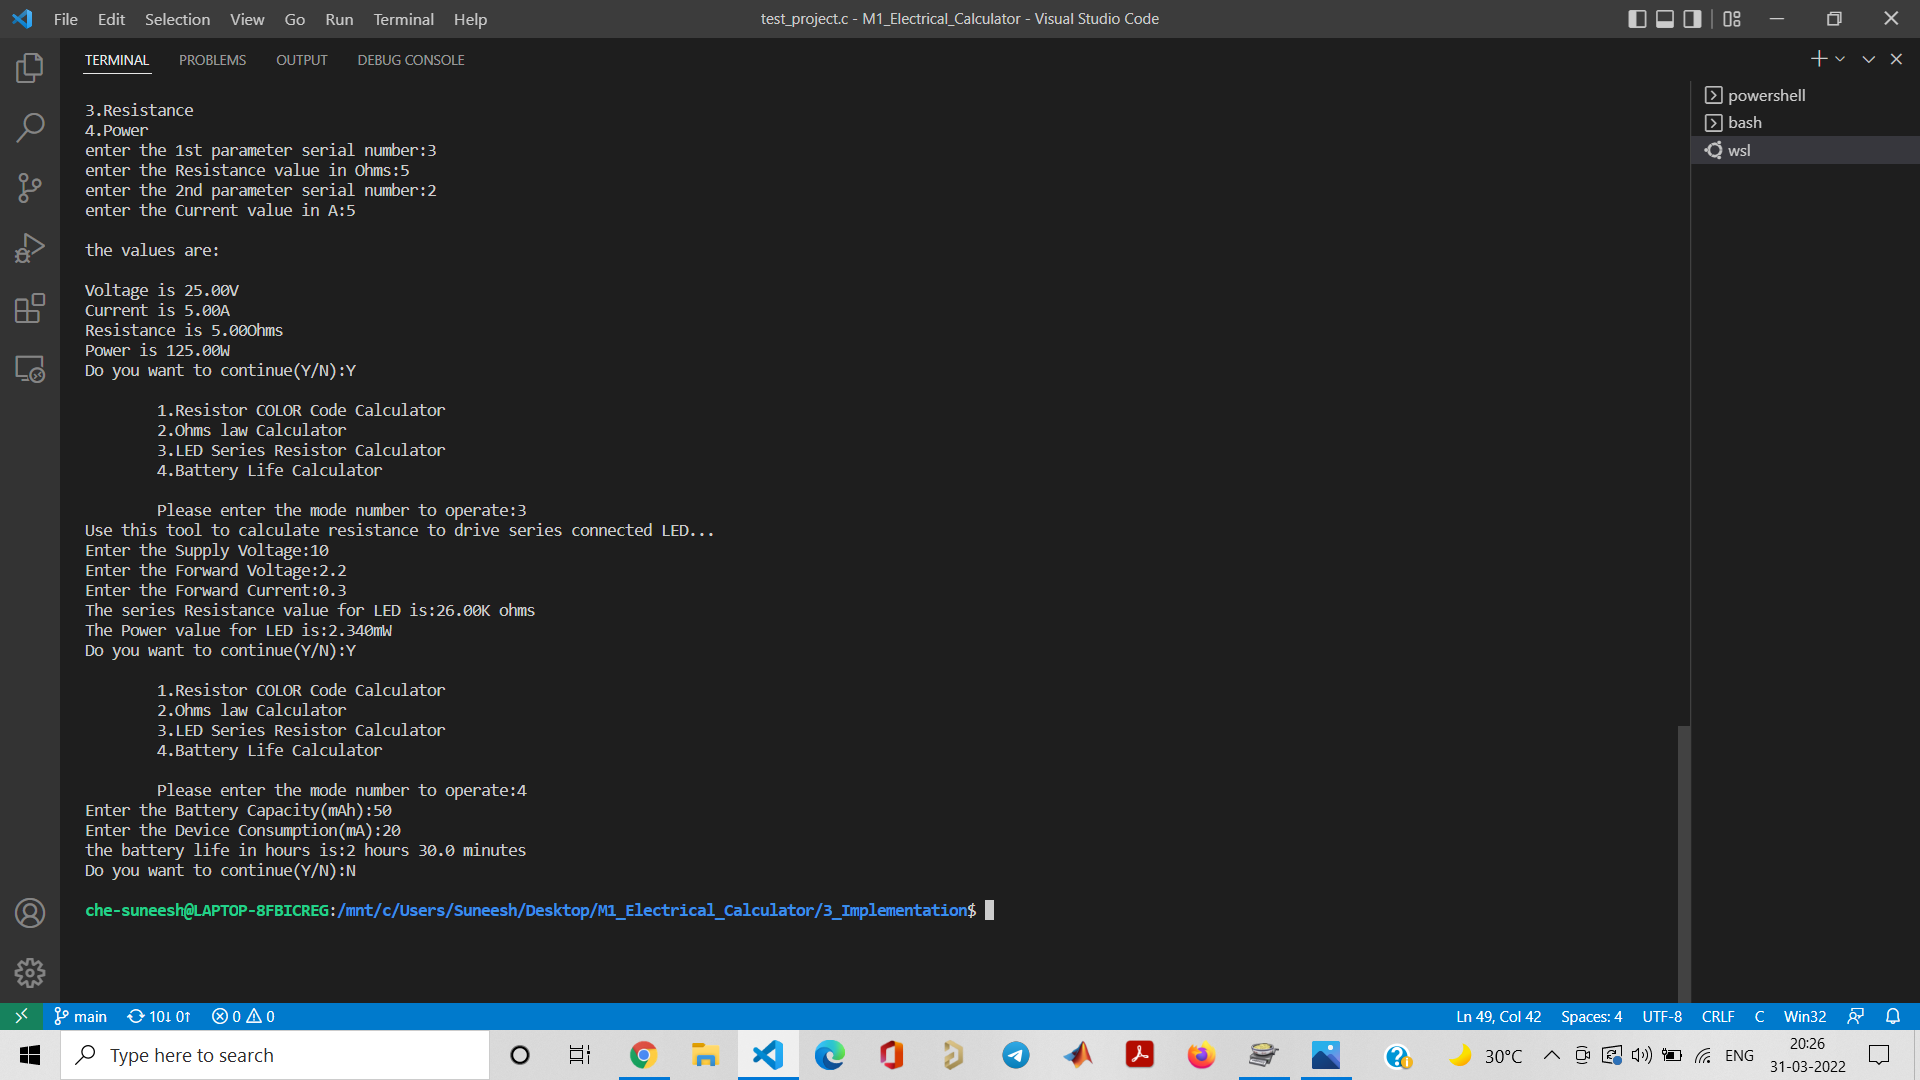 File Edit Selection View Go Run Terminal Help
test_project.c - M1_Electrical_Calculator - Visual Studio Code
TERMINAL PROBLEMS OUTPUT DEBUG CONSOLE
3.Resistance
4.Power
enter the 1st parameter serial number:3
enter the Resistance value in Ohms:5
enter the 2nd parameter serial number:2
enter the Current value in A:5
the values are:
Voltage is 25.00V
Current is 5.00A
Resistance is 5.00Ohms
Power is 125.00W
Do you want to continue(Y/N):Y
1.Resistor COLOR Code Calculator
2.Ohms law Calculator
3.LED Series Resistor Calculator
4.Battery Life Calculator
Please enter the mode number to operate:3
Use this tool to calculate resistance to drive series connected LED...
Enter the Supply Voltage:10
Enter the Forward Voltage:2.2
Enter the Forward Current:0.3
The series Resistance value for LED is:26.00K ohms
The Power value for LED is:2.340mW
Do you want to continue(Y/N):Y
1.Resistor COLOR Code Calculator
2.Ohms law Calculator
3.LED Series Resistor Calculator
4.Battery Life Calculator
Please enter the mode number to operate:4
Enter the Battery Capacity(mAh):50
Enter the Device Consumption(mA):20
the battery life in hours is:2 hours 30.0 minutes
Do you want to continue(Y/N):N
che-suneesh@LAPTOP-8FBICREG:/mnt/c/Users/Suneesh/Desktop/M1_Electrical_Calculator/3_Implementation$
powershell
bash
wsl
main 10↓ 0↑ 0 0
Ln 49, Col 42 Spaces: 4 UTF-8 CRLF C Win32
Type here to search
30°C ENG
20:26
31-03-2022